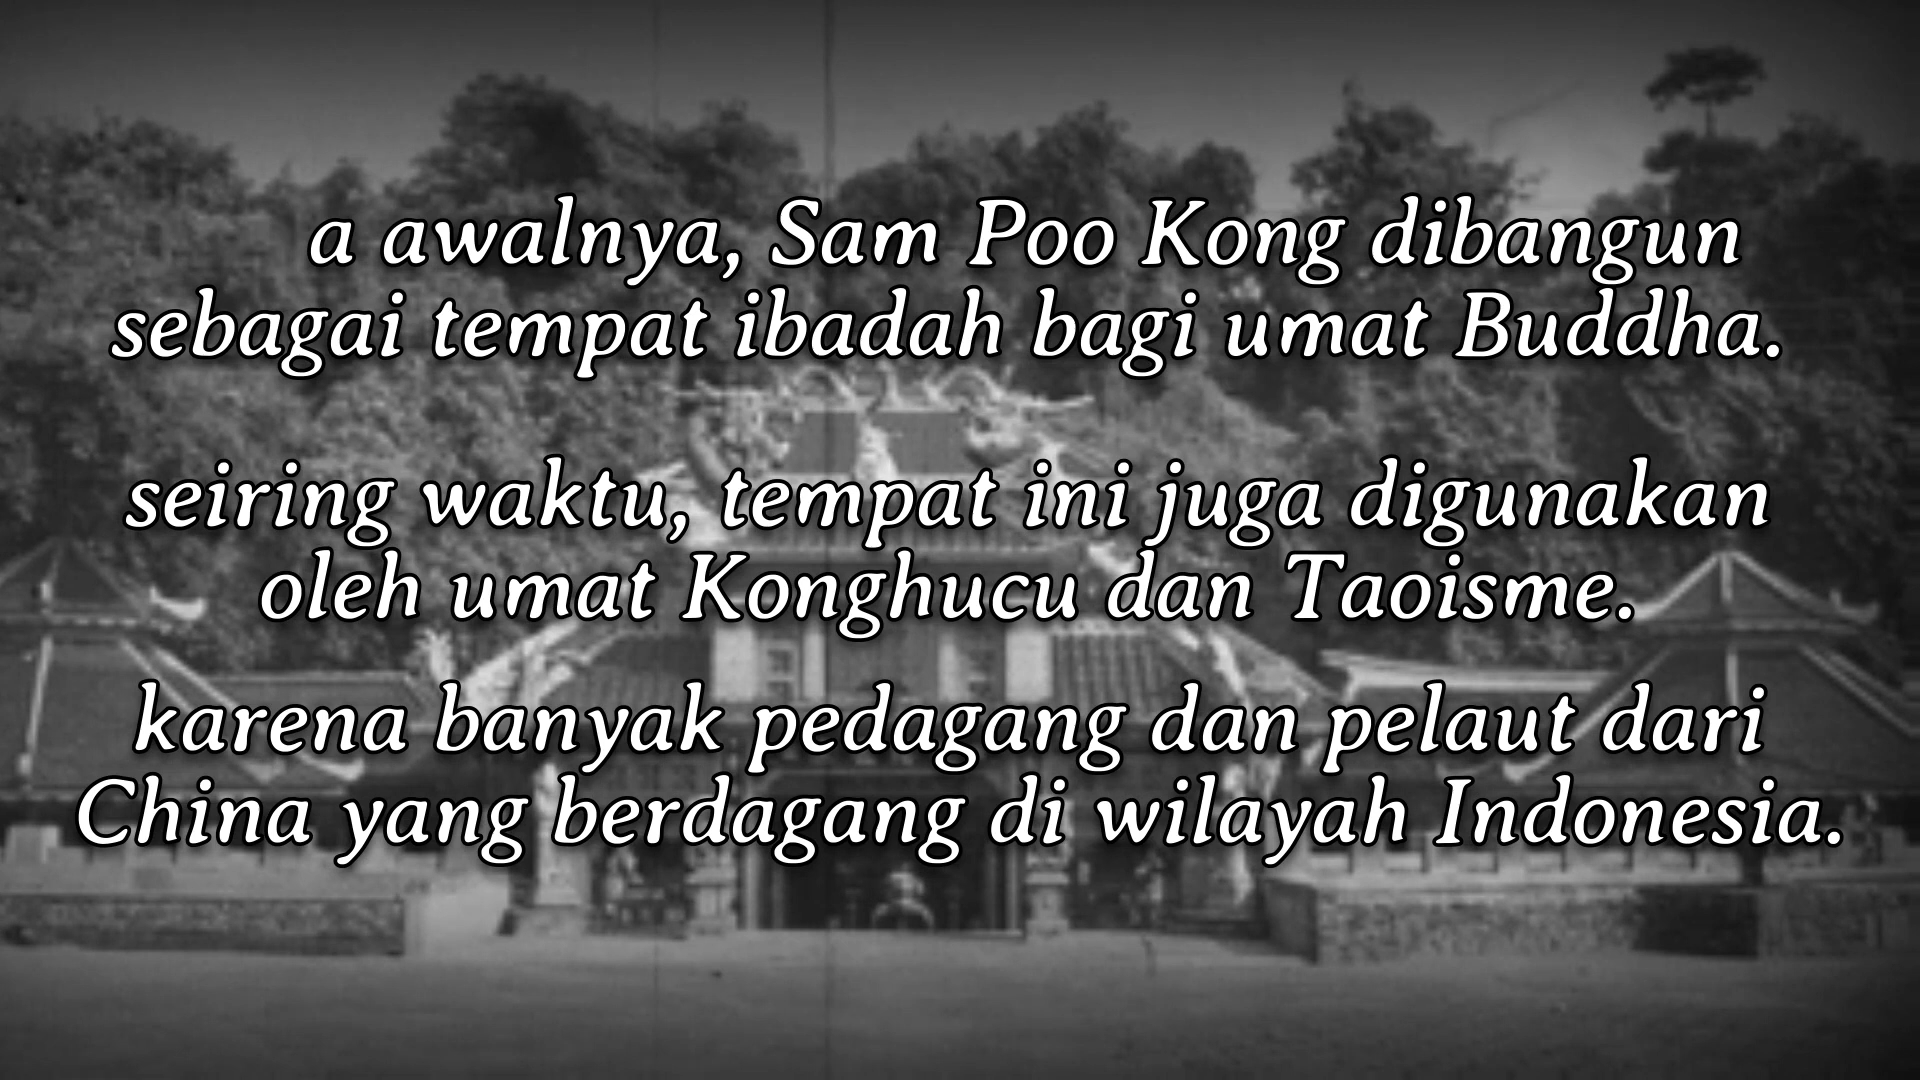 a awalnya, Sam Poo Kong dibangun
sebagai tempat ibadah bagi umat Buddha.
seiring waktu, tempat ini juga digunakan
oleh umat Konghucu dan Taoisme.
karena banyak pedagang dan pelaut dari
China yang berdagang di wilayah Indonesia.